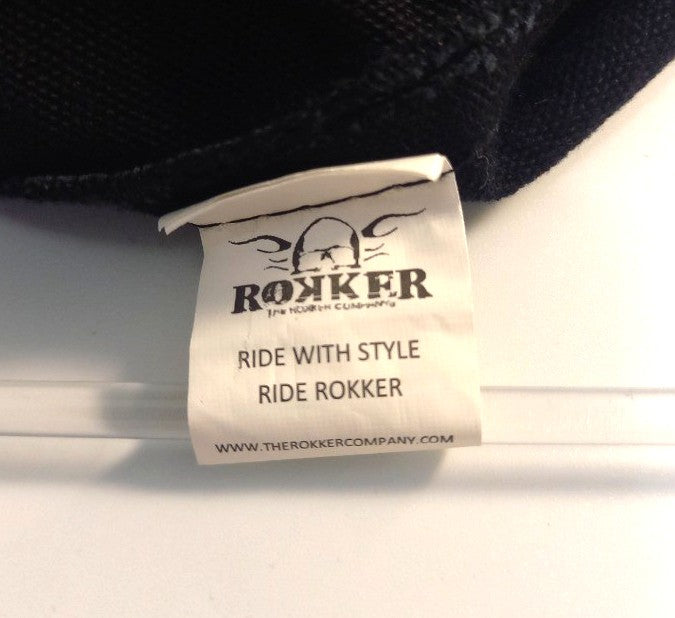 ROKKER
THE ROKKER COMPANY
RIDE WITH STYLE
RIDE ROKKER
WWW.THEROKKERCOMPANY.COM